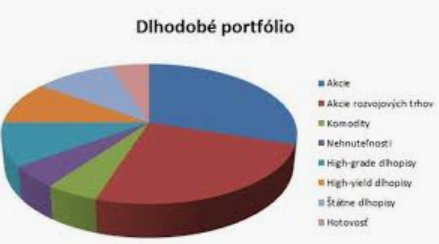 Dlhodobé portfólio
Akcie
Akcie rozvojových trhov
Komodity
Nehnuteľnosti
High-grade dlhopisy
High-yield dlhopisy
Štátne dlhopisy
Hotovosť